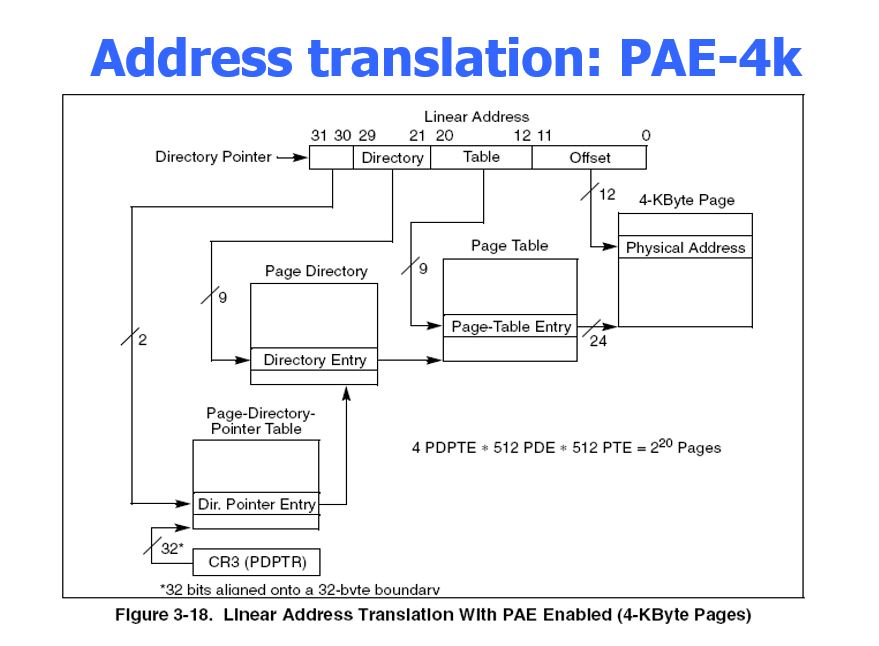 Address translation: PAE-4k
Linear Address
31 30 29 21 20 12 11 0
Directory Pointer
Directory
Table
Offset
12
4-KByte Page
Physical Address
Page Table
9
Page Directory
9
Page-Table Entry
24
2
Directory Entry
Page-Directory-
Pointer Table
4 PDPTE * 512 PDE * 512 PTE = 2²⁰ Pages
Dir. Pointer Entry
32*
CR3 (PDPTR)
*32 bits aligned onto a 32-byte boundary
Figure 3-18. Linear Address Translation With PAE Enabled (4-KByte Pages)